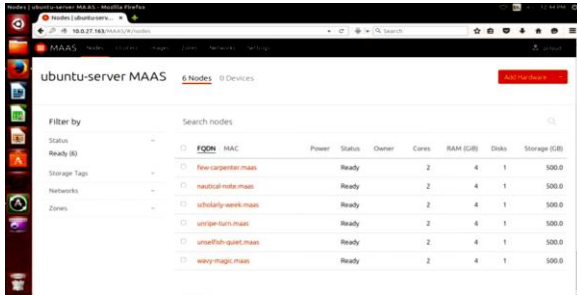 Nodes | ubuntu-server MAAS - Mozilla Firefox
12:44 PM
Nodes | ubuntu-serv...
10.0.27.163/MAAS/#/nodes
Search
MAAS Nodes Clusters Images Zones Networks Settings
ubuntu-server MAAS 6 Nodes 0 Devices Add Hardware
Filter by Search nodes
Status
Ready (6)
Storage Tags
Networks
Zones
FQDN MAC Power Status Owner Cores RAM (GiB) Disks Storage (GB)
few-carpenter.maas Ready 2 4 1 500.0
nautical-note.maas Ready 2 4 1 500.0
scholarly-week.maas Ready 2 4 1 500.0
unripe-turn.maas Ready 2 4 1 500.0
unselfish-quiet.maas Ready 2 4 1 500.0
wavy-magic.maas Ready 2 4 1 500.0